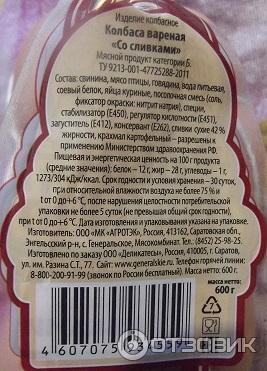 Изделие колбасное
Колбаса вареная
«Со сливками»
Мясной продукт категории Б.
ТУ 9213-001-47725288-2011
Состав: свинина, мясо птицы, говядина, вода питьевая,
соевый белок, яйца куриные, посолочная смесь (соль,
фиксатор окраски: нитрит натрия), специи,
стабилизатор (Е450), регулятор кислотности (Е451),
загуститель (Е412), консервант (Е262), сливки сухие 42 %
жирности, крахмал картофельный – разрешены к
применению Министерством здравоохранения РФ.
Пищевая и энергетическая ценность на 100 г продукта
(средние значения): белок – 12 г, жир – 28 г, углеводы – 1 г,
1273/304 кДж/ккал. Срок годности и условия хранения – 30 суток,
при относительной влажности воздуха не более 75 % и
t от 0 до +6 °С, после нарушения целостности потребительской
упаковки не более 5 суток (не превышая общий срок годности),
при t от 0 до +6 °С. Дата изготовления и упаковывания указана на
потребительской упаковке.
Изготовитель: ООО «МК «АГРОТЭК», Россия, 413162, Саратовская обл.,
Энгельсский р-н, с. Генеральское, Мясокомбинат. Тел.: (8452) 25-98-25.
Изготовлено по заказу ООО «Деликатесы», Россия, 410005, г. Саратов,
ул. им. Разина С.Т., 77. Сайт: www.generalskie.ru Телефон горячей линии:
8-800-200-91-99 (звонок по России бесплатный).
масса нетто:
600 г
Масса нетто: 600 г.
4 607075
ОТЗОВИК